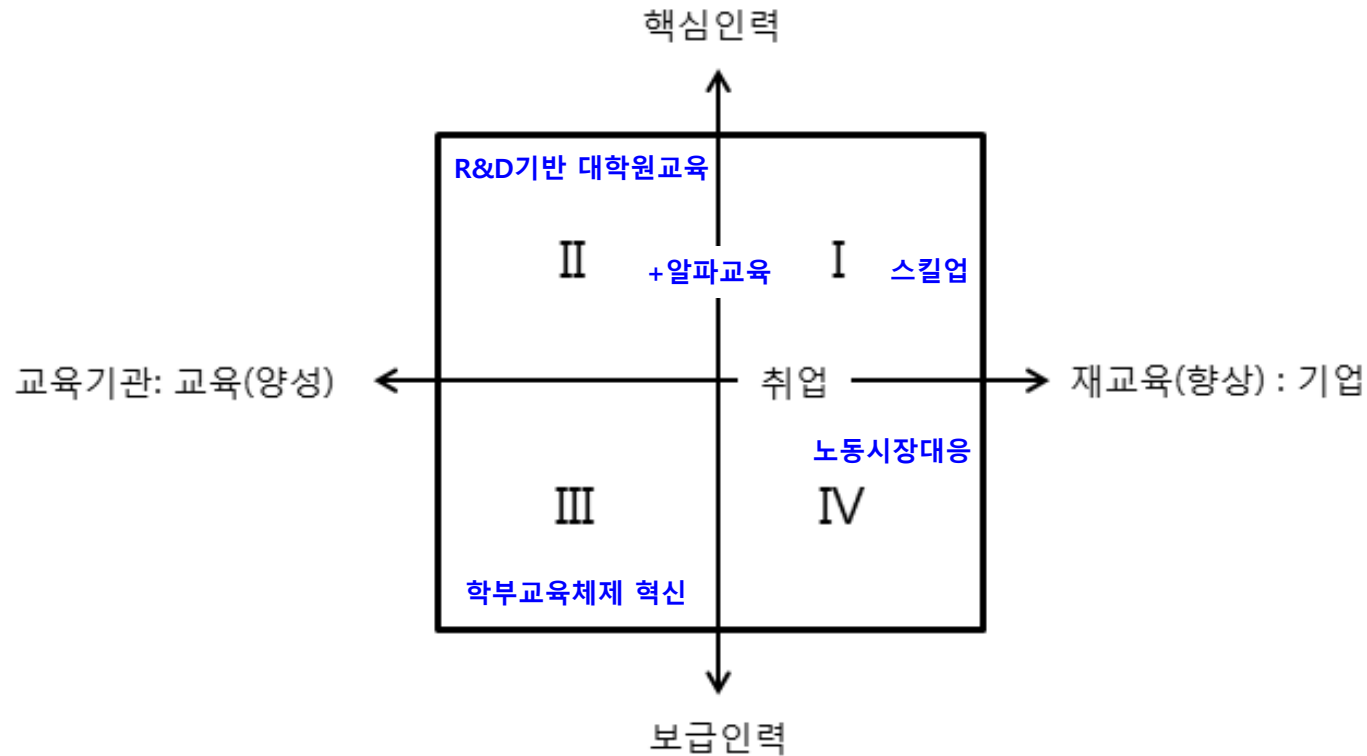 핵심인력
R&D기반 대학원교육
Ⅱ
+알파교육
Ⅰ
스킬업
교육기관: 교육(양성)
취업
재교육(향상) : 기업
노동시장대응
Ⅲ
Ⅳ
학부교육체제 혁신
보급인력